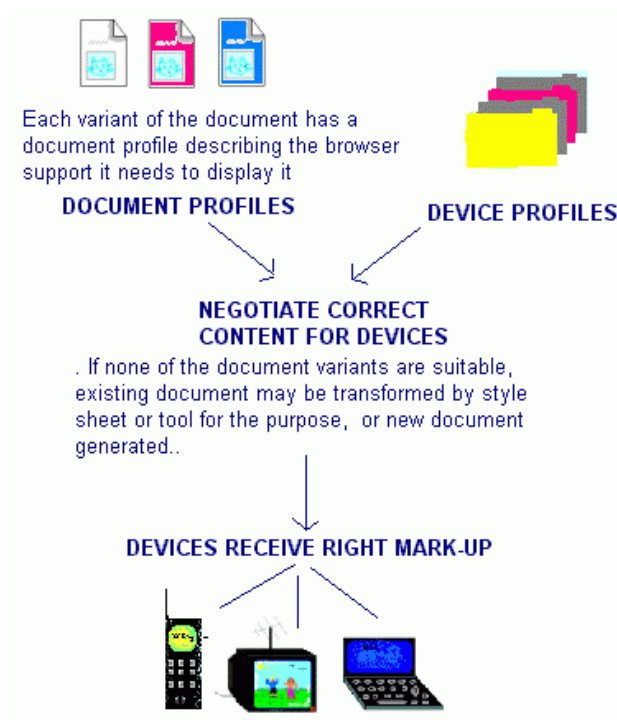 Each variant of the document has a
document profile describing the browser
support it needs to display it
DOCUMENT PROFILES
DEVICE PROFILES
NEGOTIATE CORRECT
CONTENT FOR DEVICES
. If none of the document variants are suitable,
existing document may be transformed by style
sheet or tool for the purpose, or new document
generated..
DEVICES RECEIVE RIGHT MARK-UP